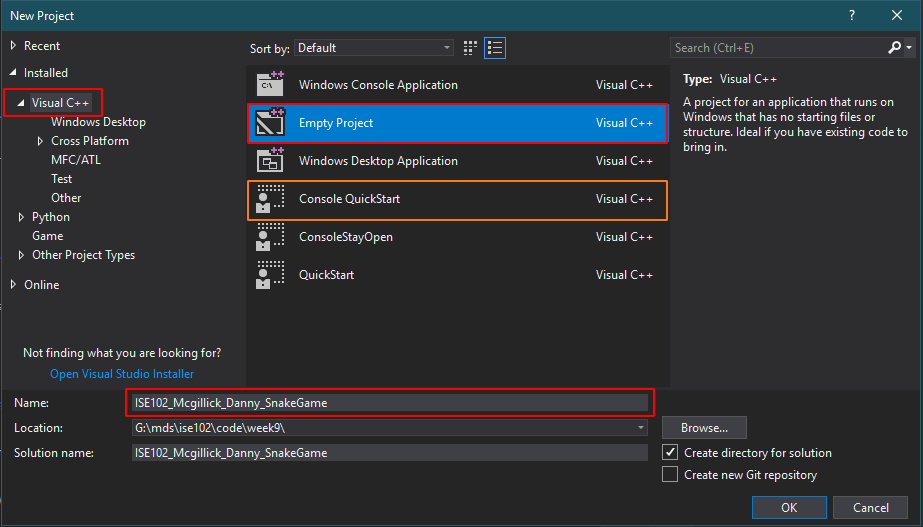 New Project
Recent
Installed
Visual C++
Windows Desktop
Cross Platform
MFC/ATL
Test
Other
Python
Game
Other Project Types
Online
Not finding what you are looking for?
Open Visual Studio Installer
Sort by: Default
Windows Console Application Visual C++
Empty Project Visual C++
Windows Desktop Application Visual C++
Console QuickStart Visual C++
ConsoleStayOpen Visual C++
QuickStart Visual C++
Search (Ctrl+E)
Type: Visual C++
A project for an application that runs on
Windows that has no starting files or
structure. Ideal if you have existing code to
bring in.
Name: ISE102_Mcgillick_Danny_SnakeGame
Location: G:\mds\ise102\code\week9\
Browse...
Solution name: ISE102_Mcgillick_Danny_SnakeGame
Create directory for solution
Create new Git repository
OK
Cancel